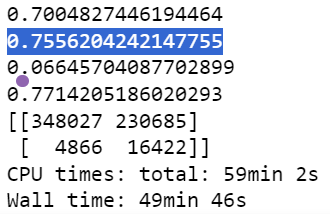 0.7004827446194464
0.7556204242147755
0.06645704087702899
0.7714205186020293
[[348027 230685]
 [  4866  16422]]
CPU times: total: 59min 2s
Wall time: 49min 46s